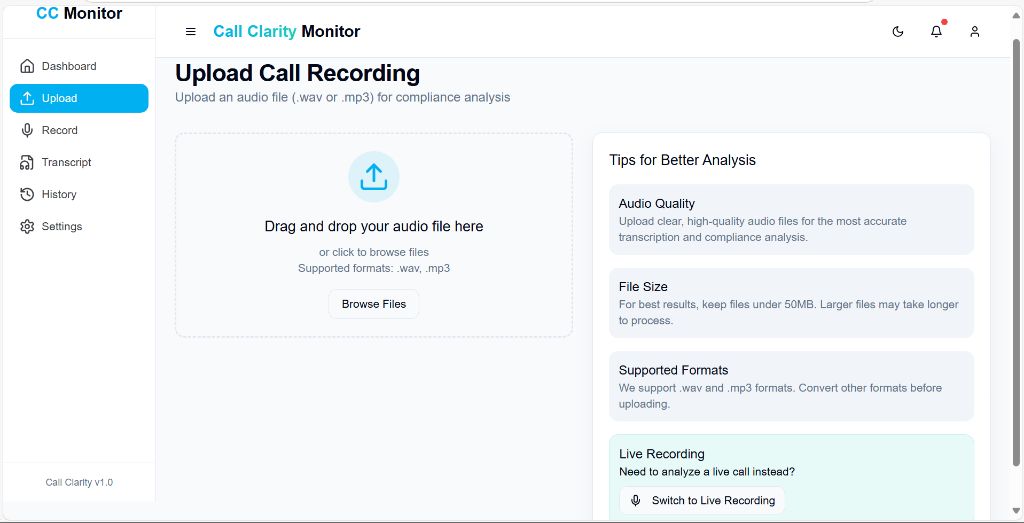 CC Monitor
Dashboard
Upload
Record
Transcript
History
Settings
Call Clarity v1.0
Call Clarity Monitor
Upload Call Recording
Upload an audio file (.wav or .mp3) for compliance analysis
Drag and drop your audio file here
or click to browse files
Supported formats: .wav, .mp3
Browse Files
Tips for Better Analysis
Audio Quality
Upload clear, high-quality audio files for the most accurate
transcription and compliance analysis.
File Size
For best results, keep files under 50MB. Larger files may take longer
to process.
Supported Formats
We support .wav and .mp3 formats. Convert other formats before
uploading.
Live Recording
Need to analyze a live call instead?
Switch to Live Recording